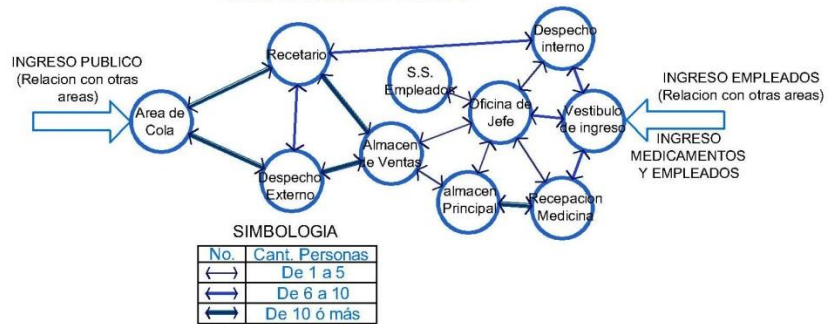 INGRESO PUBLICO
(Relacion con otras
areas)
Area de
Cola
Recetario
Despecho
Externo
S.S.
Empleados
Almacen
de Ventas
Oficina de
Jefe
almacen
Principal
Despecho
interno
Vestibulo
de ingreso
Recepacion
Medicina
INGRESO EMPLEADOS
(Relacion con otras areas)
INGRESO
MEDICAMENTOS
Y EMPLEADOS
SIMBOLOGIA
No. Cant. Personas
De 1 a 5
De 6 a 10
De 10 ó más